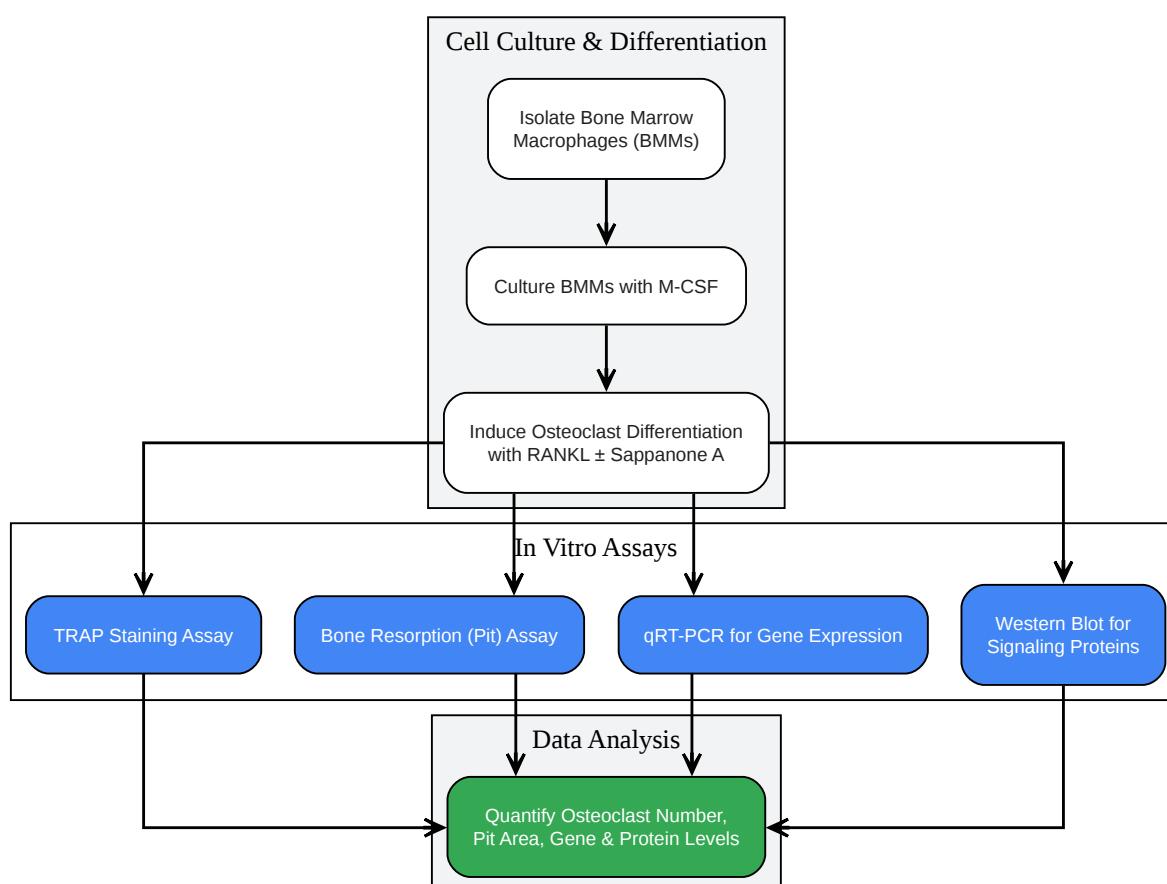 Cell Culture & Differentiation
Isolate Bone Marrow
Macrophages (BMMs)
Culture BMMs with M-CSF
Induce Osteoclast Differentiation
with RANKL ± Sappanone A
In Vitro Assays
TRAP Staining Assay
Bone Resorption (Pit) Assay
qRT-PCR for Gene Expression
Western Blot for
Signaling Proteins
Data Analysis
Quantify Osteoclast Number,
Pit Area, Gene & Protein Levels